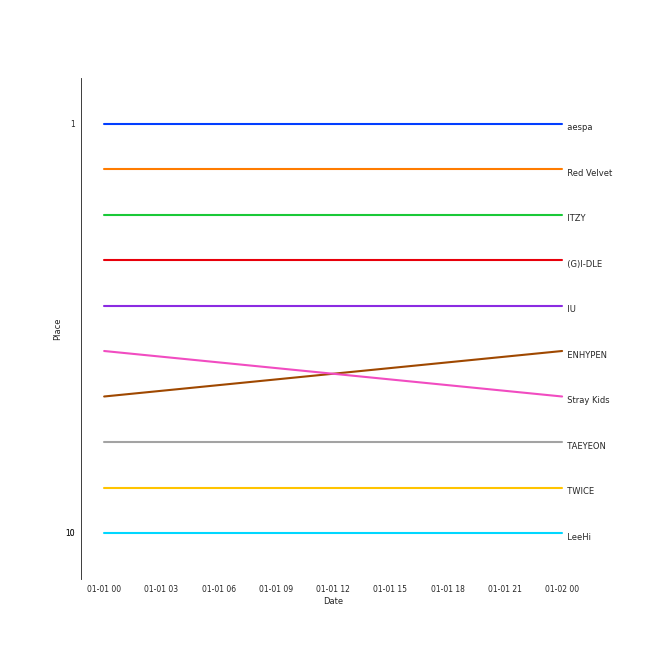 1
aespa
Red Velvet
ITZY
(G)I-DLE
IU
Place
ENHYPEN
Stray Kids
TAEYEON
TWICE
10
LeeHi
01-01 00 01-01 03 01-01 06 01-01 09 01-01 12 01-01 15 01-01 18 01-01 21 01-02 00
Date